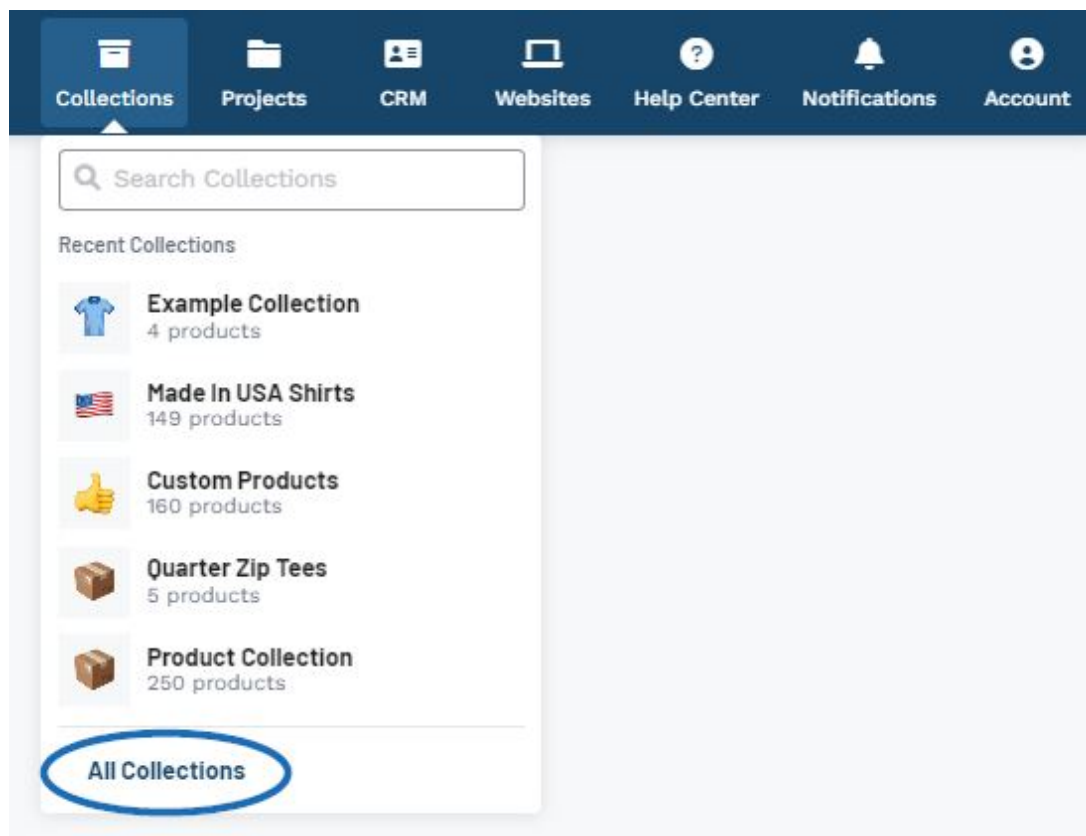 Collections Projects CRM Websites Help Center Notifications Account
Search Collections
Recent Collections
Example Collection
4 products
Made In USA Shirts
149 products
Custom Products
160 products
Quarter Zip Tees
5 products
Product Collection
250 products
All Collections